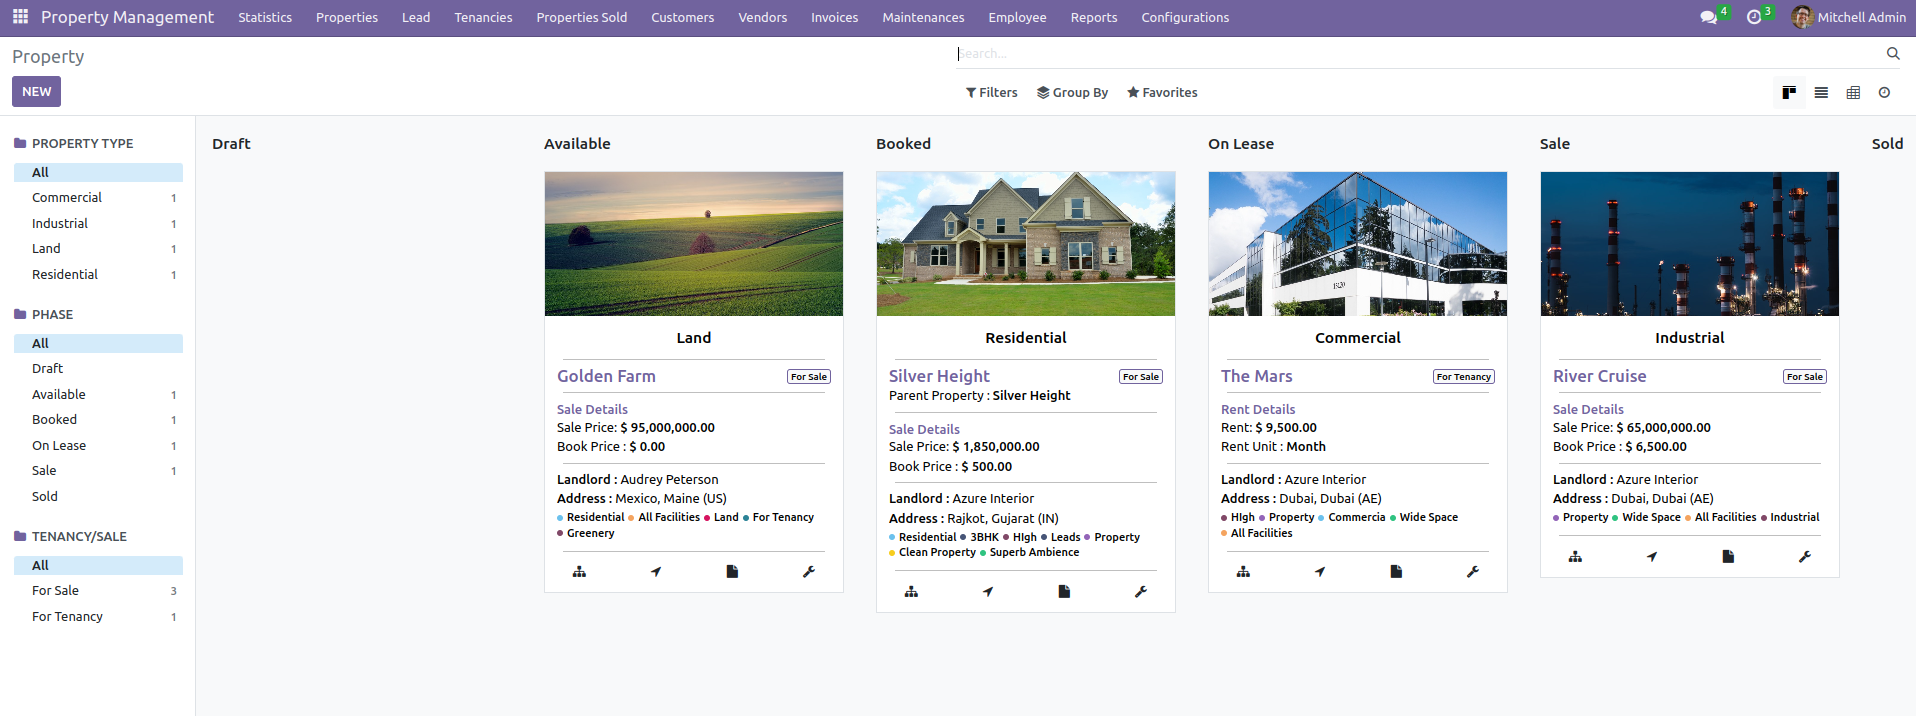 Property Management Statistics Properties Lead Tenancies Properties Sold Customers Vendors Invoices Maintenances Employee Reports Configurations 4 3 Mitchell Admin
Property
Search...
NEW
Filters Group By Favorites
PROPERTY TYPE
All
Commercial 1
Industrial 1
Land 1
Residential 1
PHASE
All
Draft
Available 1
Booked 1
On Lease 1
Sale 1
Sold
TENANCY/SALE
All
For Sale 3
For Tenancy 1
Draft
Available
Land
Golden Farm For Sale
Sale Details
Sale Price: $ 95,000,000.00
Book Price : $ 0.00
Landlord : Audrey Peterson
Address : Mexico, Maine (US)
Residential All Facilities Land For Tenancy
Greenery
Booked
Residential
Silver Height For Sale
Parent Property : Silver Height
Sale Details
Sale Price: $ 1,850,000.00
Book Price : $ 500.00
Landlord : Azure Interior
Address : Rajkot, Gujarat (IN)
Residential 3BHK HIgh Leads Property
Clean Property Superb Ambience
On Lease
13120
Commercial
The Mars For Tenancy
Rent Details
Rent: $ 9,500.00
Rent Unit : Month
Landlord : Azure Interior
Address : Dubai, Dubai (AE)
HIgh Property Commercia Wide Space
All Facilities
Sale
Industrial
River Cruise For Sale
Sale Details
Sale Price: $ 65,000,000.00
Book Price : $ 6,500.00
Landlord : Azure Interior
Address : Dubai, Dubai (AE)
Property Wide Space All Facilities Industrial
Sold